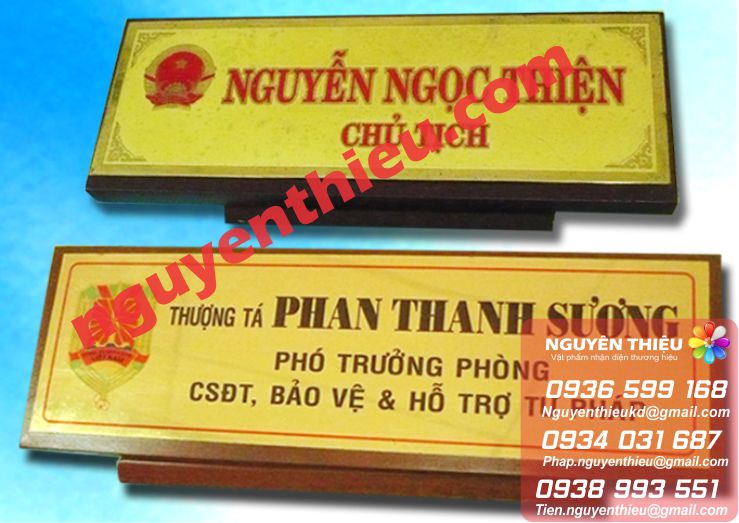 NGUYỄN NGỌC THIỆN
CHỦ TỊCH
nguyenthieu.com
THƯỢNG TÁ PHAN THANH SƯƠNG
PHÓ TRƯỞNG PHÒNG
CSĐT, BẢO VỆ & HỖ TRỢ TƯ PHÁP
NGUYÊN THIỆU
Vật phẩm nhận diện thương hiệu
0936 599 168
Nguyenthieukd@gmail.com
0934 031 687
Phap.nguyenthieu@gmail.com
0938 993 551
Tien.nguyenthieu@gmail.com